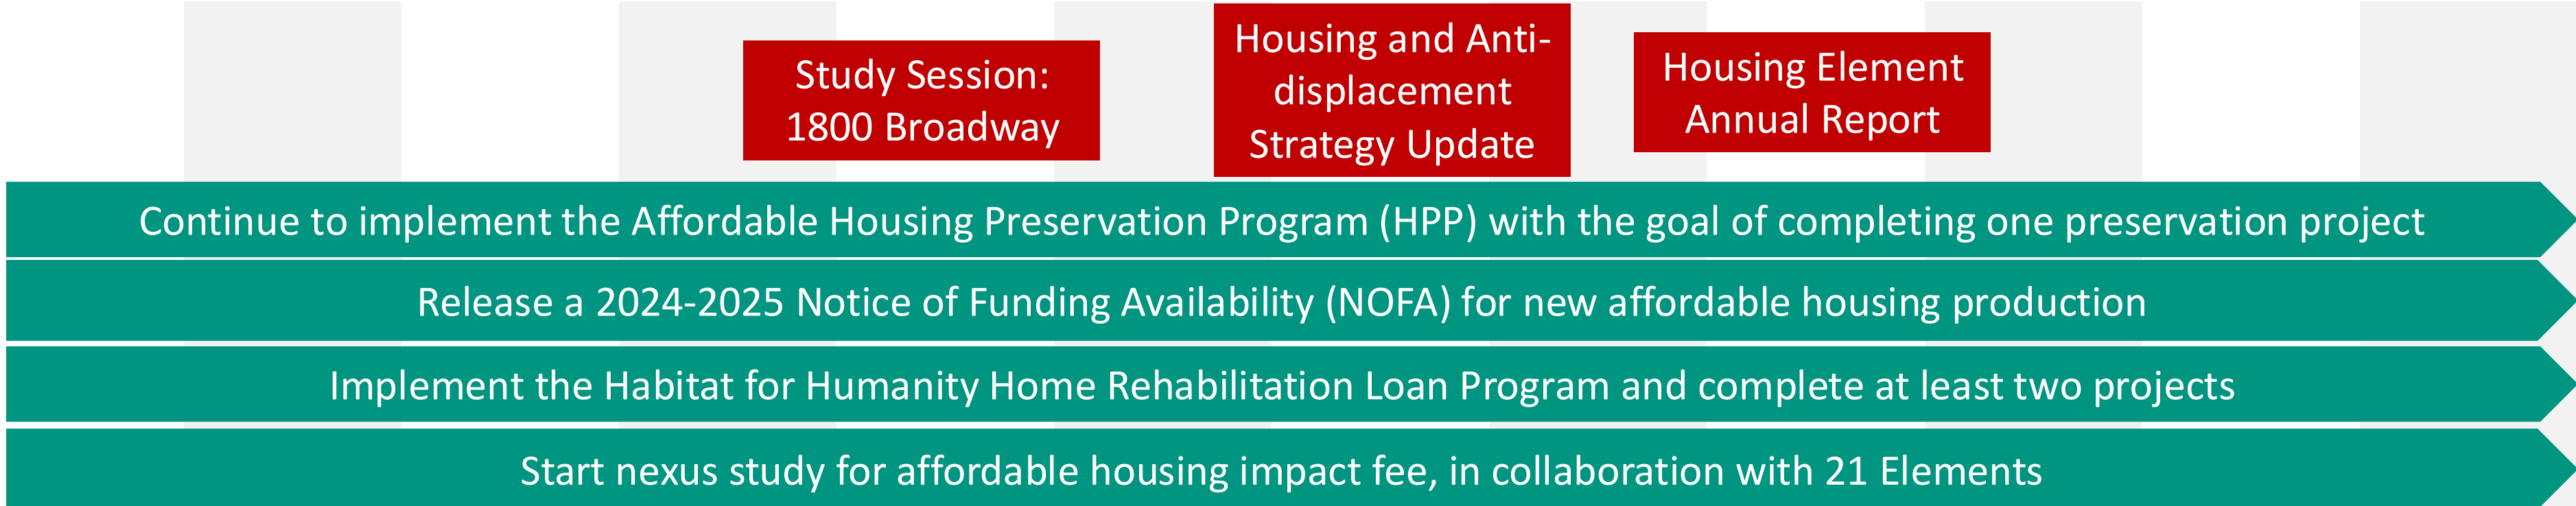 Study Session:
1800 Broadway
Housing and Anti-
displacement
Strategy Update
Housing Element
Annual Report
Continue to implement the Affordable Housing Preservation Program (HPP) with the goal of completing one preservation project
Release a 2024-2025 Notice of Funding Availability (NOFA) for new affordable housing production
Implement the Habitat for Humanity Home Rehabilitation Loan Program and complete at least two projects
Start nexus study for affordable housing impact fee, in collaboration with 21 Elements